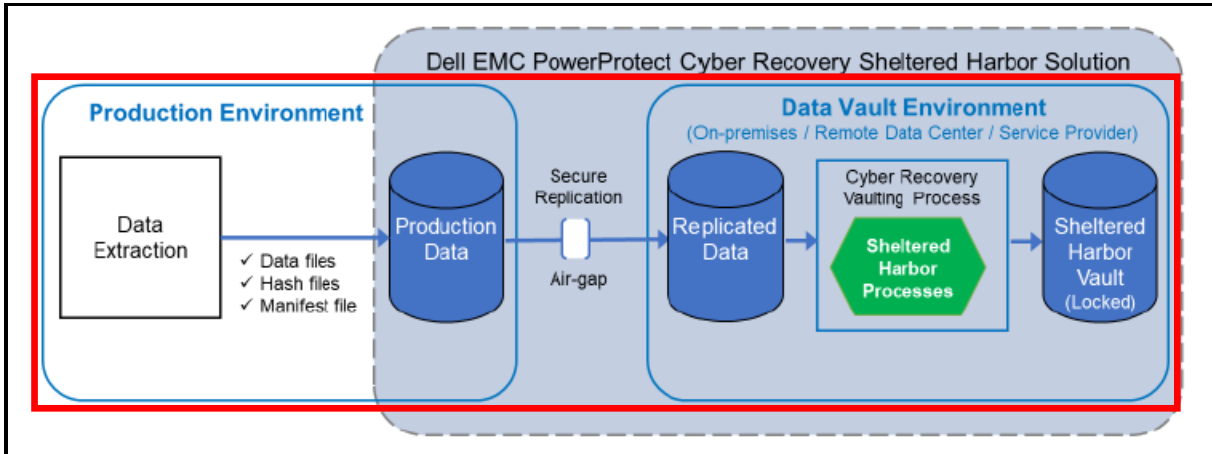 Dell EMC PowerProtect Cyber Recovery Sheltered Harbor Solution
Production Environment
Data
Extraction
✓ Data files
✓ Hash files
✓ Manifest file
Production
Data
Secure
Replication
Air-gap
Data Vault Environment
(On-premises / Remote Data Center / Service Provider)
Replicated
Data
Cyber Recovery
Vaulting Process
Sheltered
Harbor
Processes
Sheltered
Harbor
Vault
(Locked)